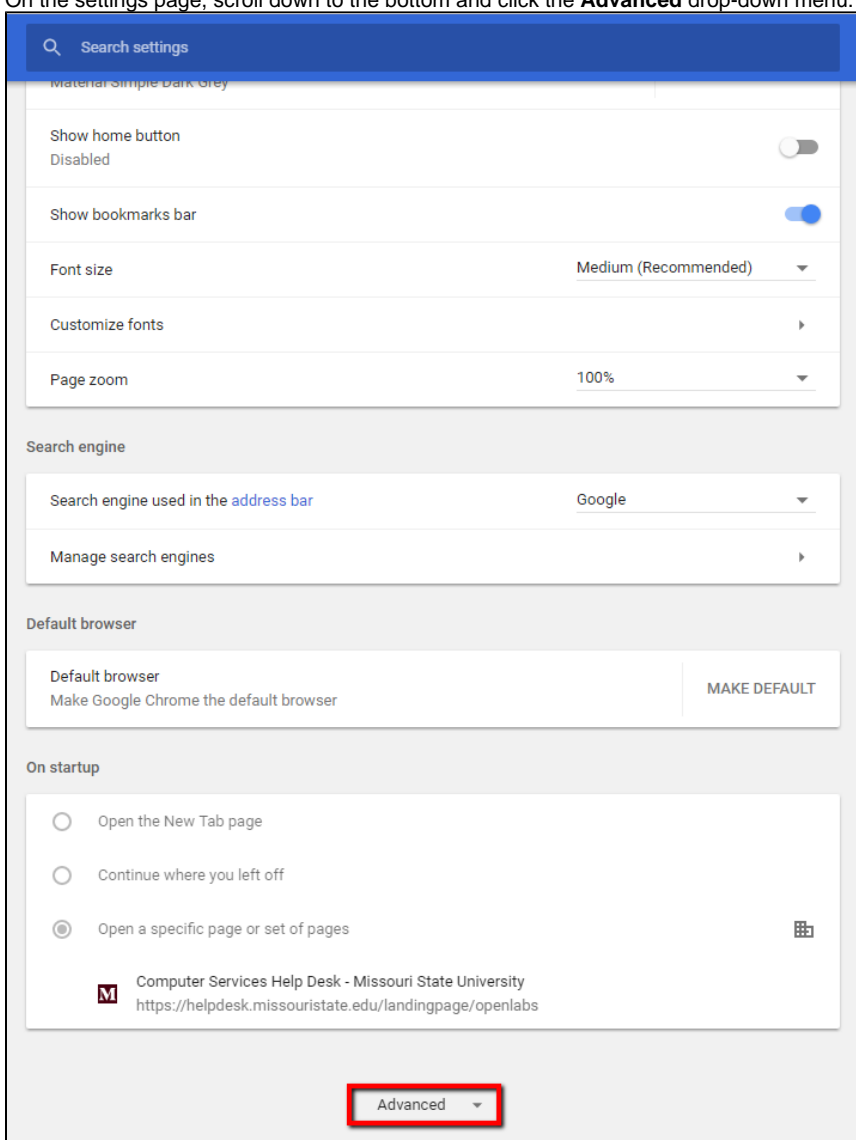 On the settings page, scroll down to the bottom and click the Advanced drop-down menu.
Search settings
Material Simple Dark Grey
Show home button
Disabled
Show bookmarks bar
Font size Medium (Recommended)
Customize fonts
Page zoom 100%
Search engine
Search engine used in the address bar Google
Manage search engines
Default browser
Default browser
Make Google Chrome the default browser MAKE DEFAULT
On startup
Open the New Tab page
Continue where you left off
Open a specific page or set of pages
M Computer Services Help Desk - Missouri State University
https://helpdesk.missouristate.edu/landingpage/openlabs
Advanced